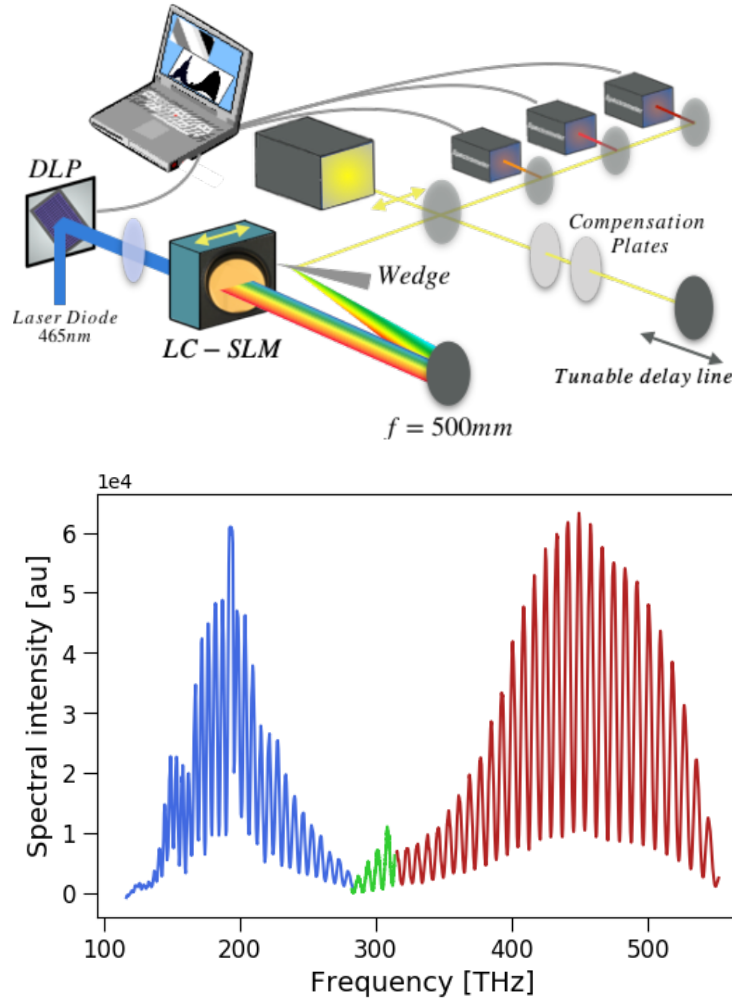 DLP
Laser Diode
465nm
LC − SLM
Wedge
f = 500mm
Compensation
Plates
Tunable delay line
1e4
Spectral intensity [au]
6
5
4
3
2
1
0
100
200
300
400
500
Frequency [THz]